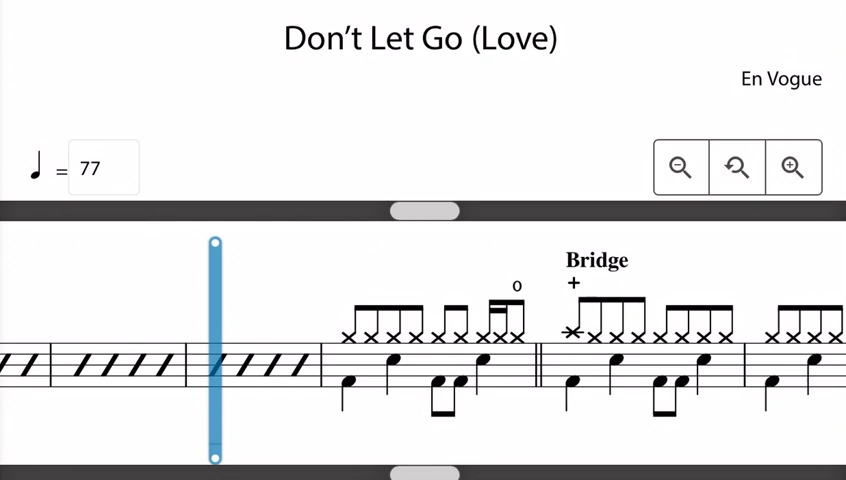 Don’t Let Go (Love)
En Vogue
= 77
Bridge
+
o